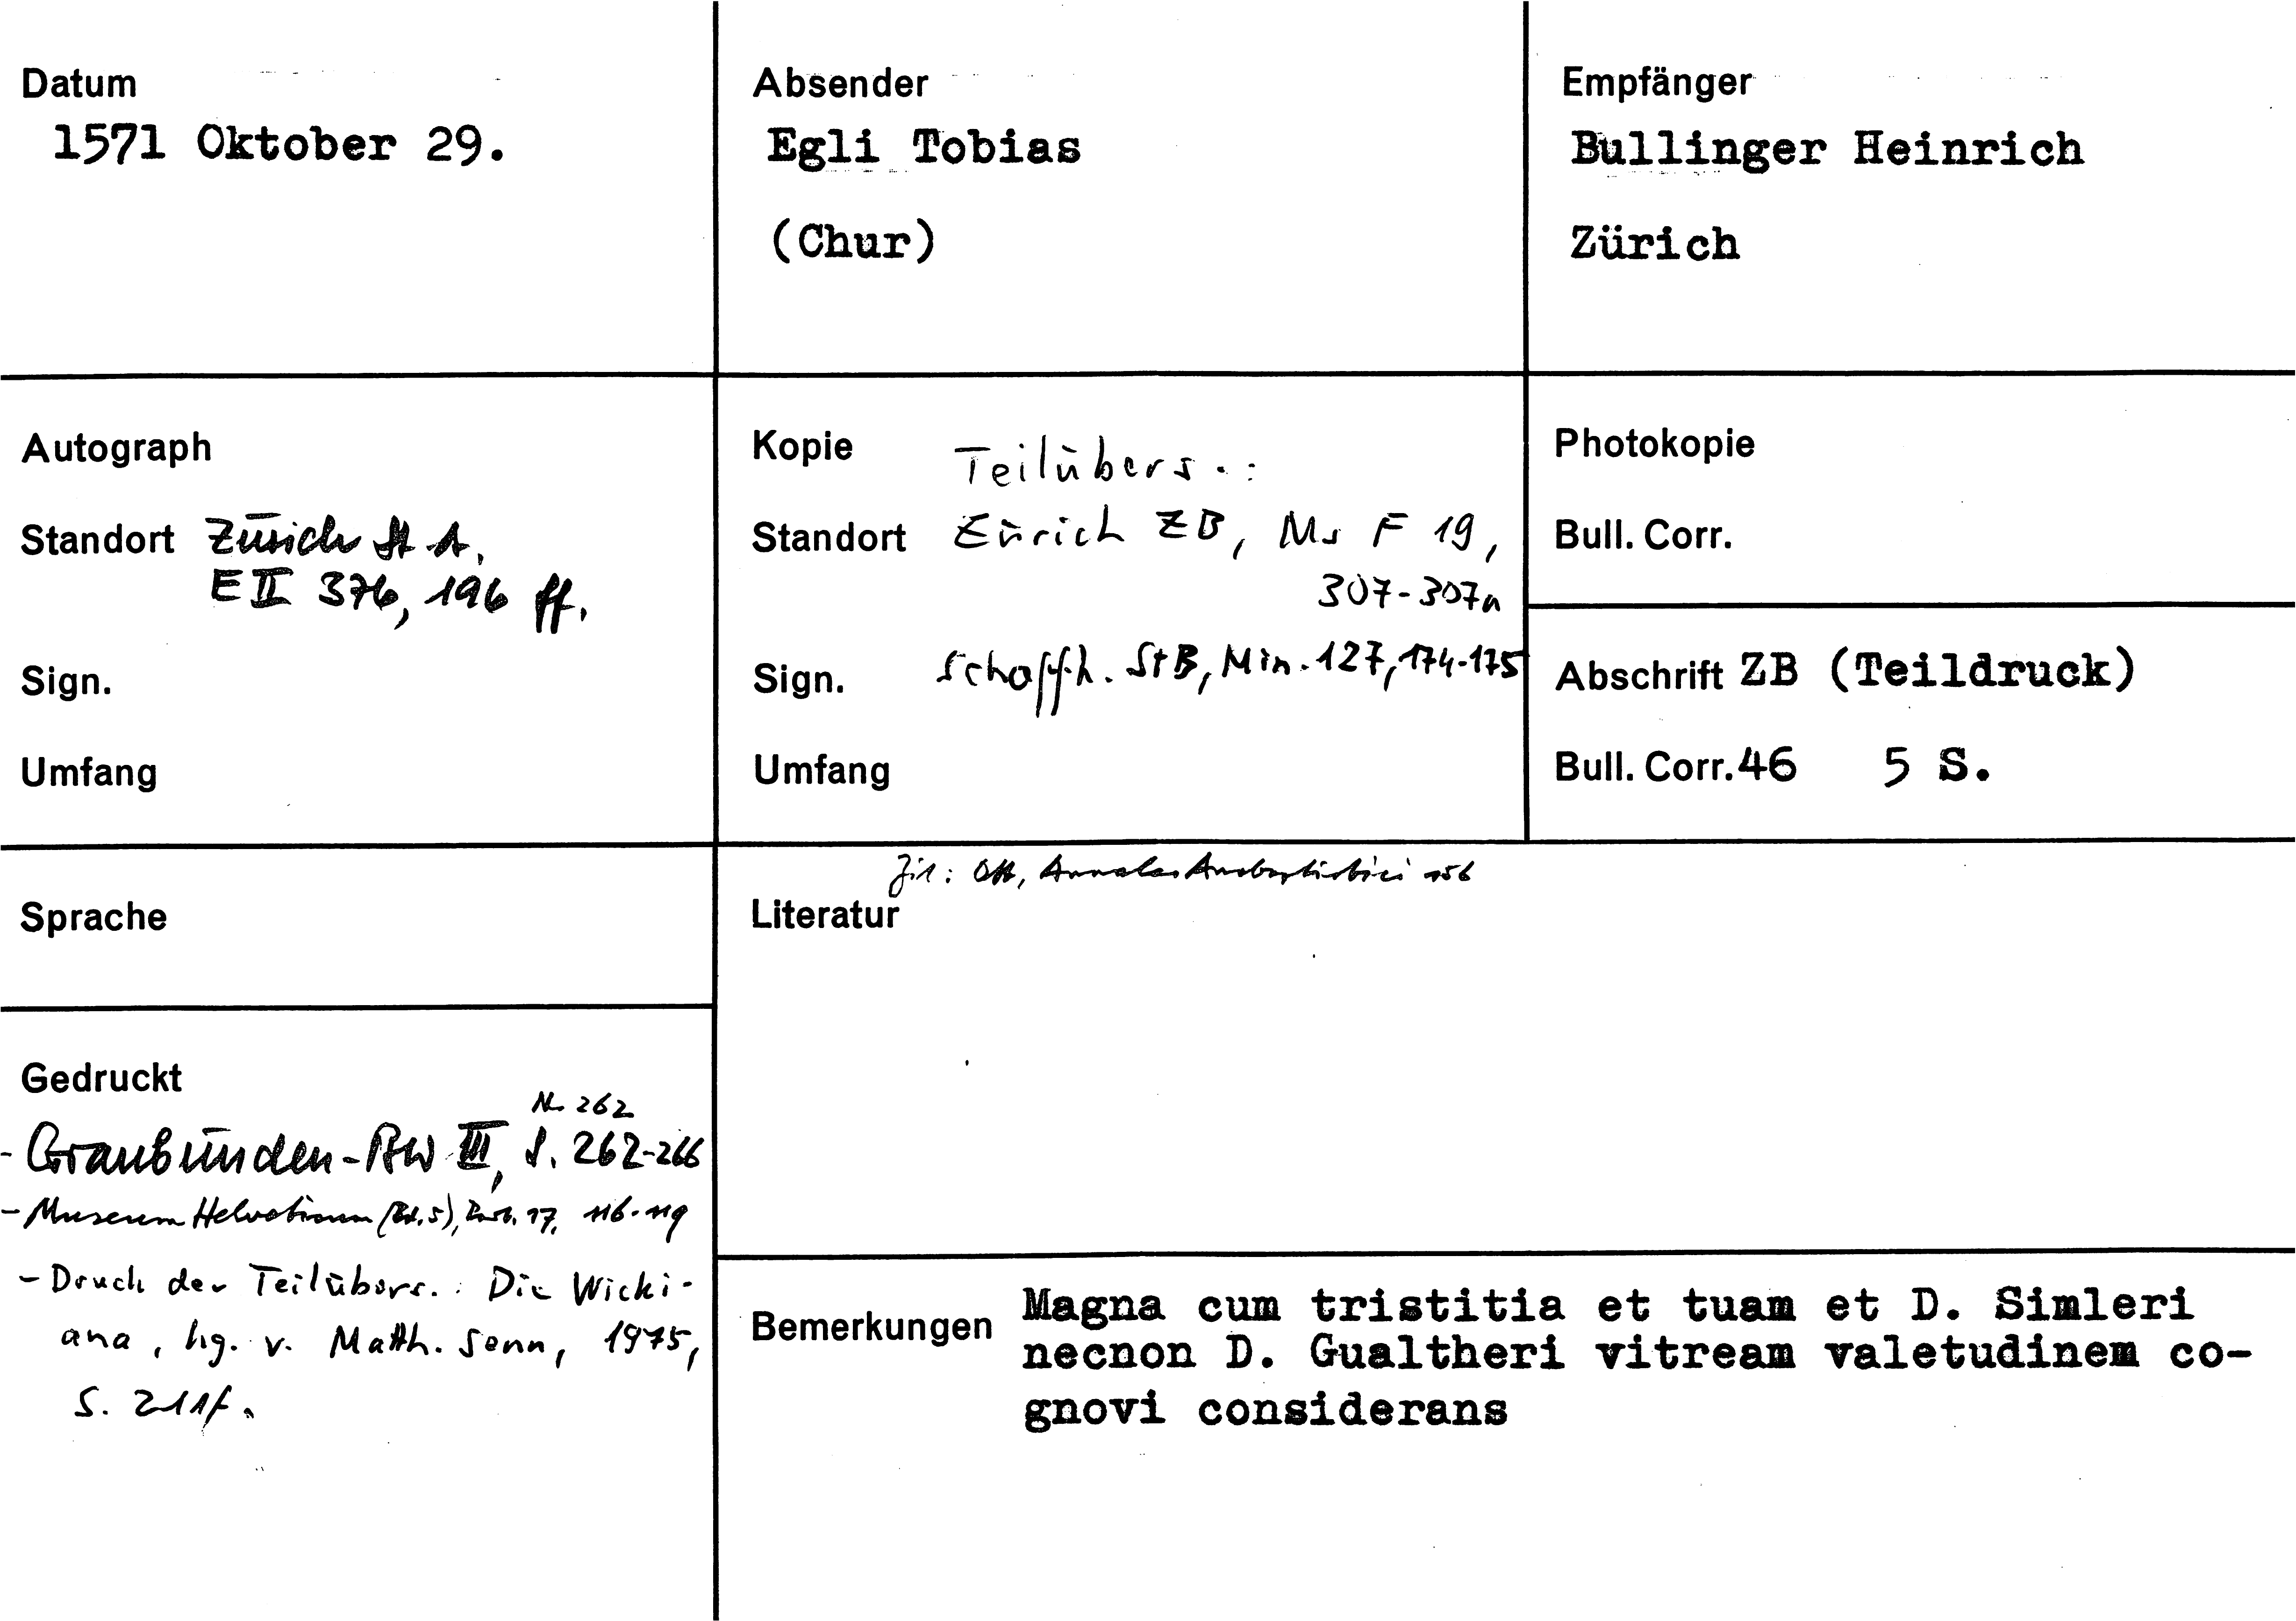 Datum
1571 Oktober 29.
Absender
Egli Tobias
(Chur)
Empfänger
Bullinger Heinrich
Zürich
Autograph
Standort Zürich St A,
E II 376, 196 ff.
Sign.
Umfang
Kopie Teilübers.:
Standort Zürich ZB, Ms F 19,
307-307a
Sign. Schaffh. StB, Min. 127, 174-175
Umfang
Photokopie
Bull. Corr.
Abschrift ZB (Teildruck)
Bull. Corr. 46 5 S.
Sprache
Zit: Ott, Annales Anabaptistici 156
Literatur
Gedruckt
Nr. 262
- Graubünden-BW III, S. 262-266
- Museum Helveticum (Bd. 5), 17, 116-119
- Druck der Teilübers.: Die Wicki-
ana, hg. v. Matth. Senn, 1975,
S. 211f.
Bemerkungen
Magna cum tristitia et tuam et D. Simleri
necnon D. Gualtheri vitream valetudinem co-
gnovi considerans